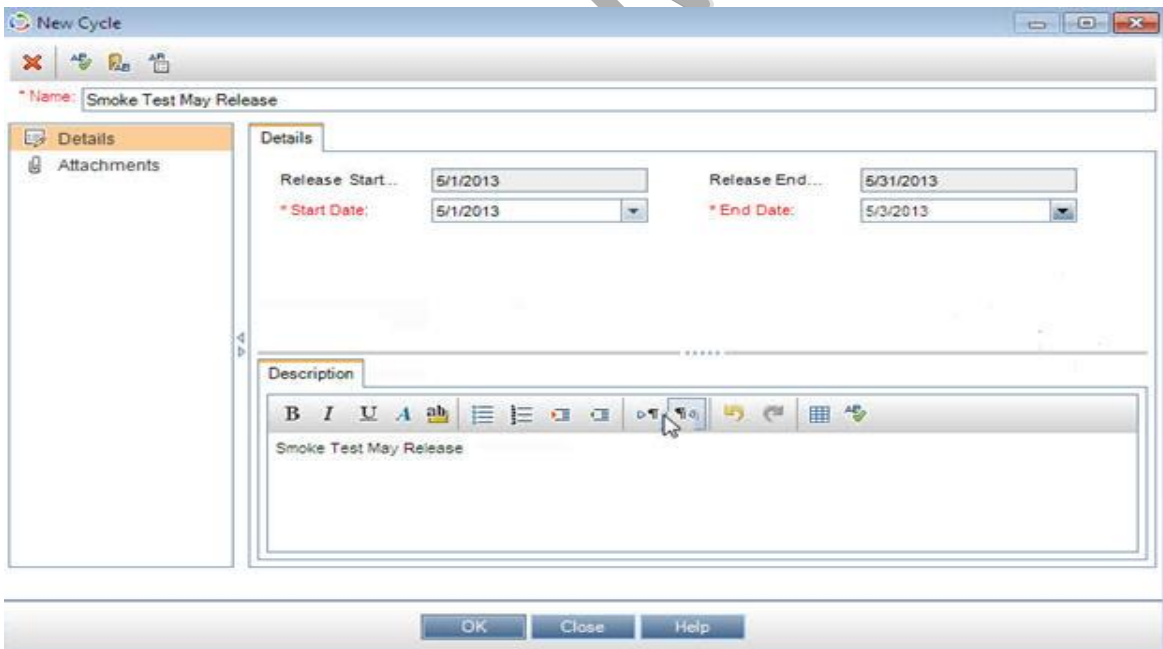 New Cycle
* Name: Smoke Test May Release
Details
Attachments
Details
Release Start... 5/1/2013 Release End... 5/31/2013
* Start Date: 5/1/2013 * End Date: 5/3/2013
Description
B I U A ab
Smoke Test May Release
OK Close Help